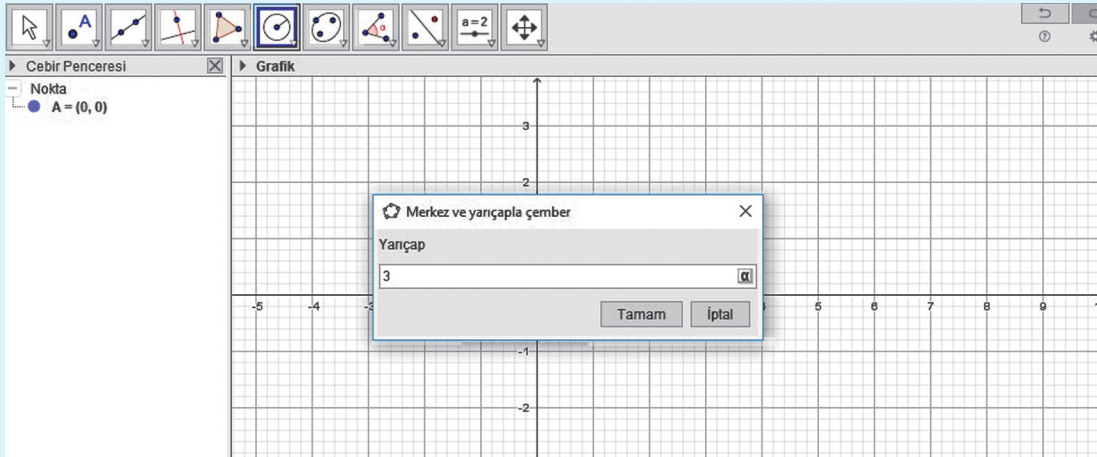 A
α
a=2
Cebir Penceresi
Grafik
Nokta
A = (0, 0)
3
2
Merkez ve yarıçapla çember
Yarıçap
3
α
Tamam
İptal
-5 -4 -3 5 6 7 8 9
-1
-2